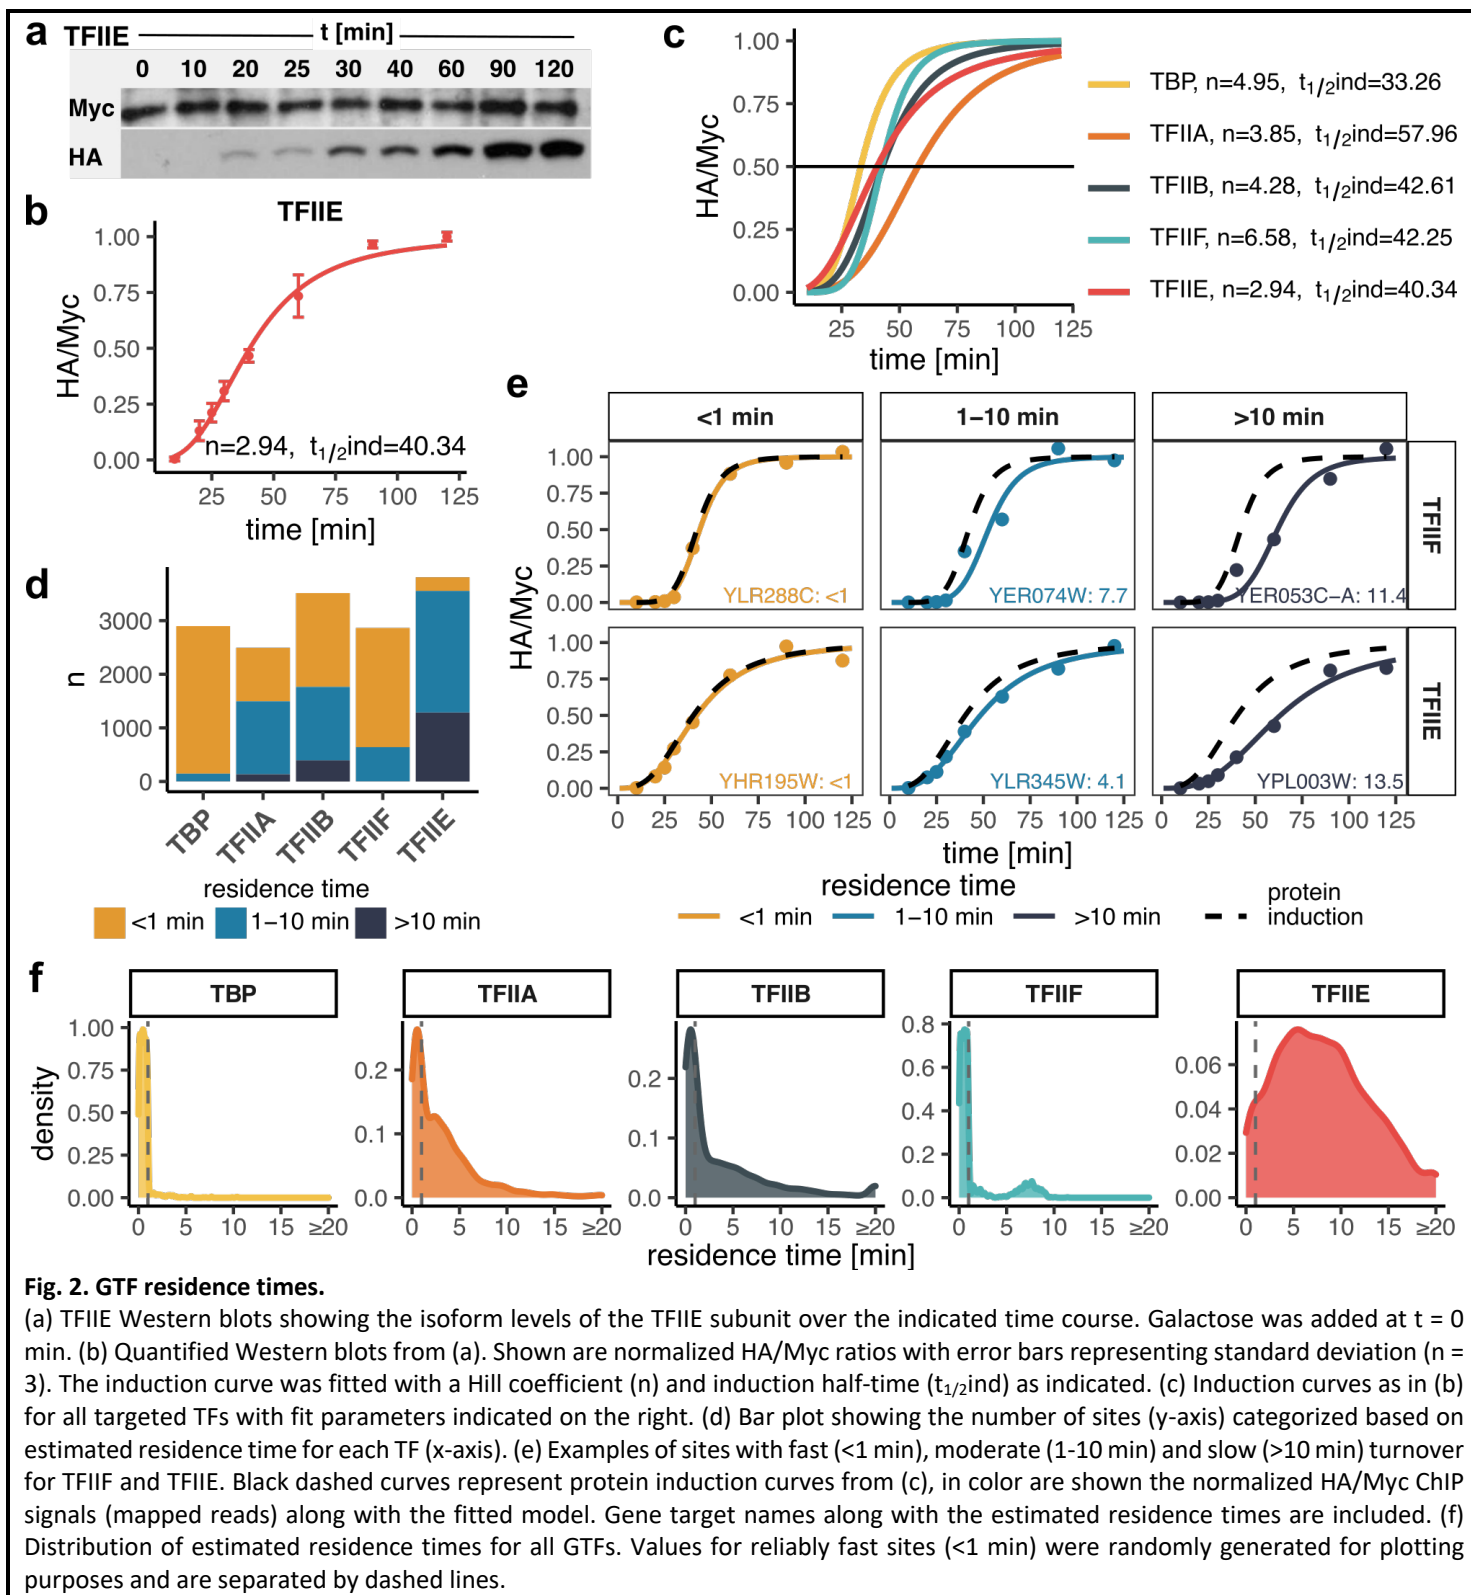 a
TFIIE
t [min]
0 10 20 25 30 40 60 90 120
Myc
HA
b
TFIIE
1.00
0.75
0.50
0.25
0.00
HA/Myc
n=2.94, t1/2ind=40.34
25 50 75 100 125
time [min]
c
1.00
0.75
0.50
0.25
0.00
HA/Myc
25 50 75 100 125
time [min]
TBP, n=4.95, t1/2ind=33.26
TFIIA, n=3.85, t1/2ind=57.96
TFIIB, n=4.28, t1/2ind=42.61
TFIIF, n=6.58, t1/2ind=42.25
TFIIE, n=2.94, t1/2ind=40.34
d
3000
2000
1000
0
n
TBP TFIIA TFIIB TFIIF TFIIE
residence time
<1 min 1–10 min >10 min
e
<1 min 1–10 min >10 min
1.00
0.75
0.50
0.25
0.00
YLR288C: <1 YER074W: 7.7 YER053C−A: 11.4
TFIIF
HA/Myc
1.00
0.75
0.50
0.25
0.00
YHR195W: <1 YLR345W: 4.1 YPL003W: 13.5
TFIIE
0 25 50 75 100 125 0 25 50 75 100 125 0 25 50 75 100 125
time [min]
residence time
<1 min 1–10 min >10 min
protein
induction
f
TBP TFIIA TFIIB TFIIF TFIIE
density
1.00
0.75
0.50
0.25
0.00
0 5 10 15 ≥20
0.2
0.1
0.0
0 5 10 15 ≥20
0.2
0.1
0.0
0 5 10 15 ≥20
0.8
0.6
0.4
0.2
0.0
0 5 10 15 ≥20
0.06
0.04
0.02
0.00
0 5 10 15 ≥20
residence time [min]
Fig. 2. GTF residence times.
(a) TFIIE Western blots showing the isoform levels of the TFIIE subunit over the indicated time course. Galactose was added at t = 0
min. (b) Quantified Western blots from (a). Shown are normalized HA/Myc ratios with error bars representing standard deviation (n =
3). The induction curve was fitted with a Hill coefficient (n) and induction half-time (t1/2ind) as indicated. (c) Induction curves as in (b)
for all targeted TFs with fit parameters indicated on the right. (d) Bar plot showing the number of sites (y-axis) categorized based on
estimated residence time for each TF (x-axis). (e) Examples of sites with fast (<1 min), moderate (1-10 min) and slow (>10 min) turnover
for TFIIF and TFIIE. Black dashed curves represent protein induction curves from (c), in color are shown the normalized HA/Myc ChIP
signals (mapped reads) along with the fitted model. Gene target names along with the estimated residence times are included. (f)
Distribution of estimated residence times for all GTFs. Values for reliably fast sites (<1 min) were randomly generated for plotting
purposes and are separated by dashed lines.